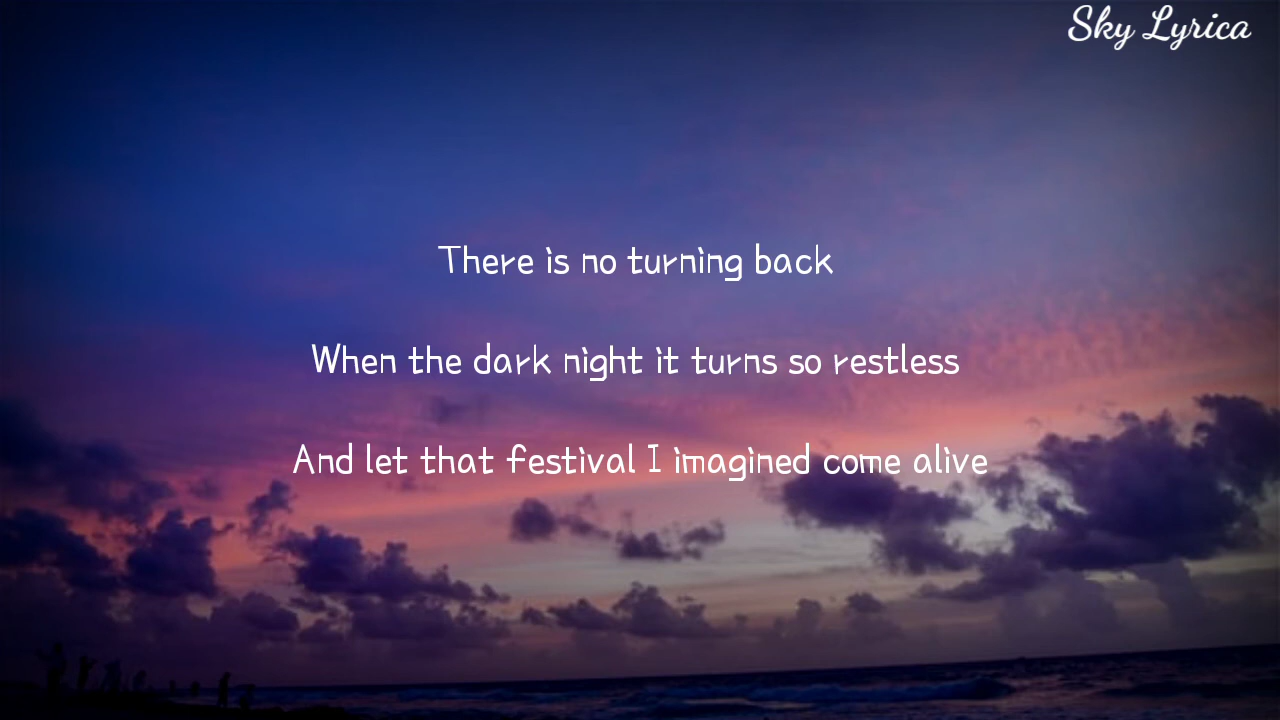 Sky Lyrica
There is no turning back
When the dark night it turns so restless
And let that festival I imagined come alive